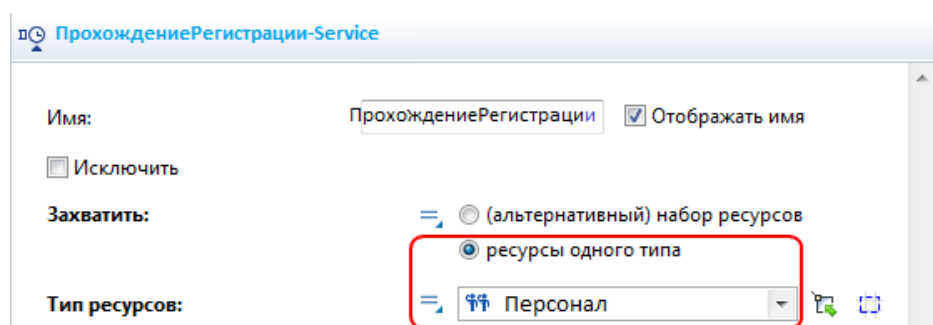 ПрохождениеРегистрации-Service
Имя: ПрохождениеРегистрации Отображать имя
Исключить
Захватить: (альтернативный) набор ресурсов
ресурсы одного типа
Тип ресурсов: Персонал